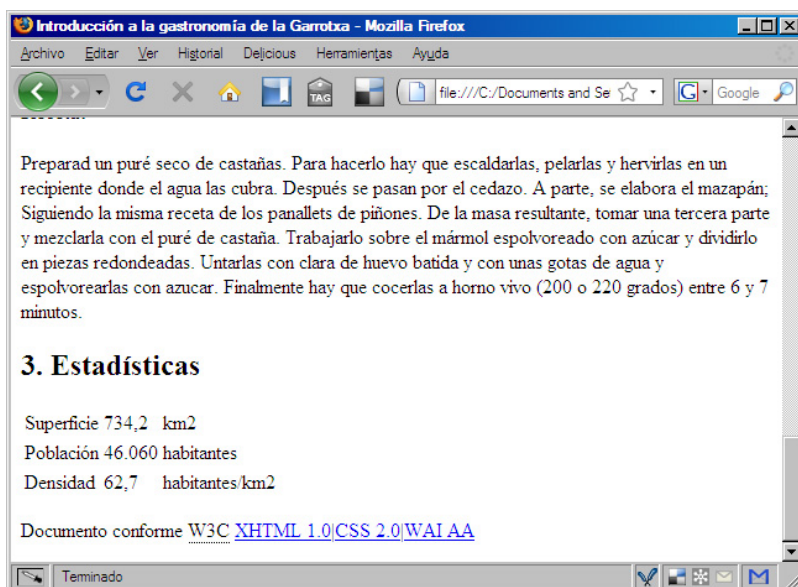 Introducción a la gastronomía de la Garrotxa - Mozilla Firefox
Archivo Editar Ver Historial Delicious Herramientas Ayuda
TAG file:///C:/Documents and Se G Google
Preparad un puré seco de castañas. Para hacerlo hay que escaldarlas, pelarlas y hervirlas en un
recipiente donde el agua las cubra. Después se pasan por el cedazo. A parte, se elabora el mazapán;
Siguiendo la misma receta de los panallets de piñones. De la masa resultante, tomar una tercera parte
y mezclarla con el puré de castaña. Trabajarlo sobre el mármol espolvoreado con azúcar y dividirlo
en piezas redondeadas. Untarlas con clara de huevo batida y con unas gotas de agua y
espolvorearlas con azucar. Finalmente hay que cocerlas a horno vivo (200 o 220 grados) entre 6 y 7
minutos.
3. Estadísticas
Superficie 734,2 km2
Población 46.060 habitantes
Densidad 62,7 habitantes/km2
Documento conforme W3C XHTML 1.0|CSS 2.0|WAI AA
Terminado